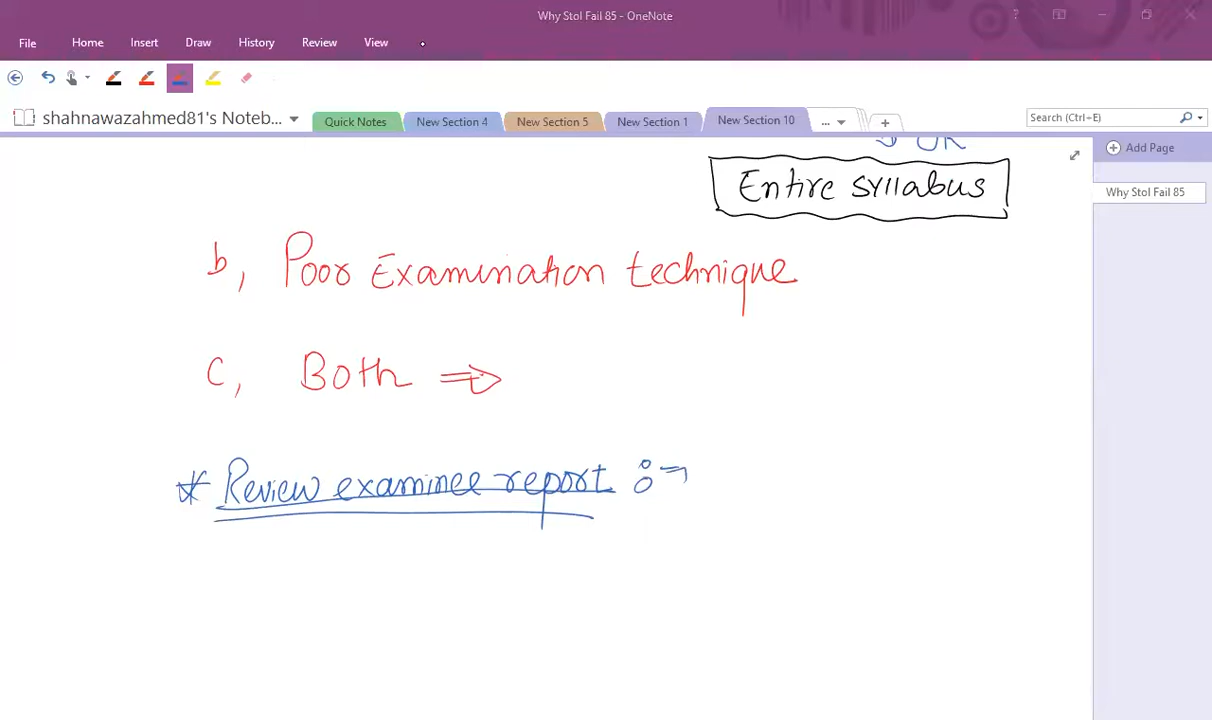 Why Stol Fail 85 - OneNote
?
File Home Insert Draw History Review View
shahnawazahmed81's Noteb... Quick Notes New Section 4 New Section 5 New Section 1 New Section 10 ... + Search (Ctrl+E)
Add Page
Why Stol Fail 85
OR
Entire syllabus
b, Poor Examination technique
c, Both ⇒
* Review examinee report :-